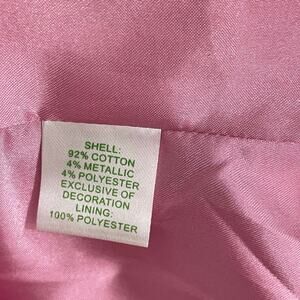 SHELL:
92% COTTON
4% METALLIC
4% POLYESTER
EXCLUSIVE OF
DECORATION
LINING:
100% POLYESTER